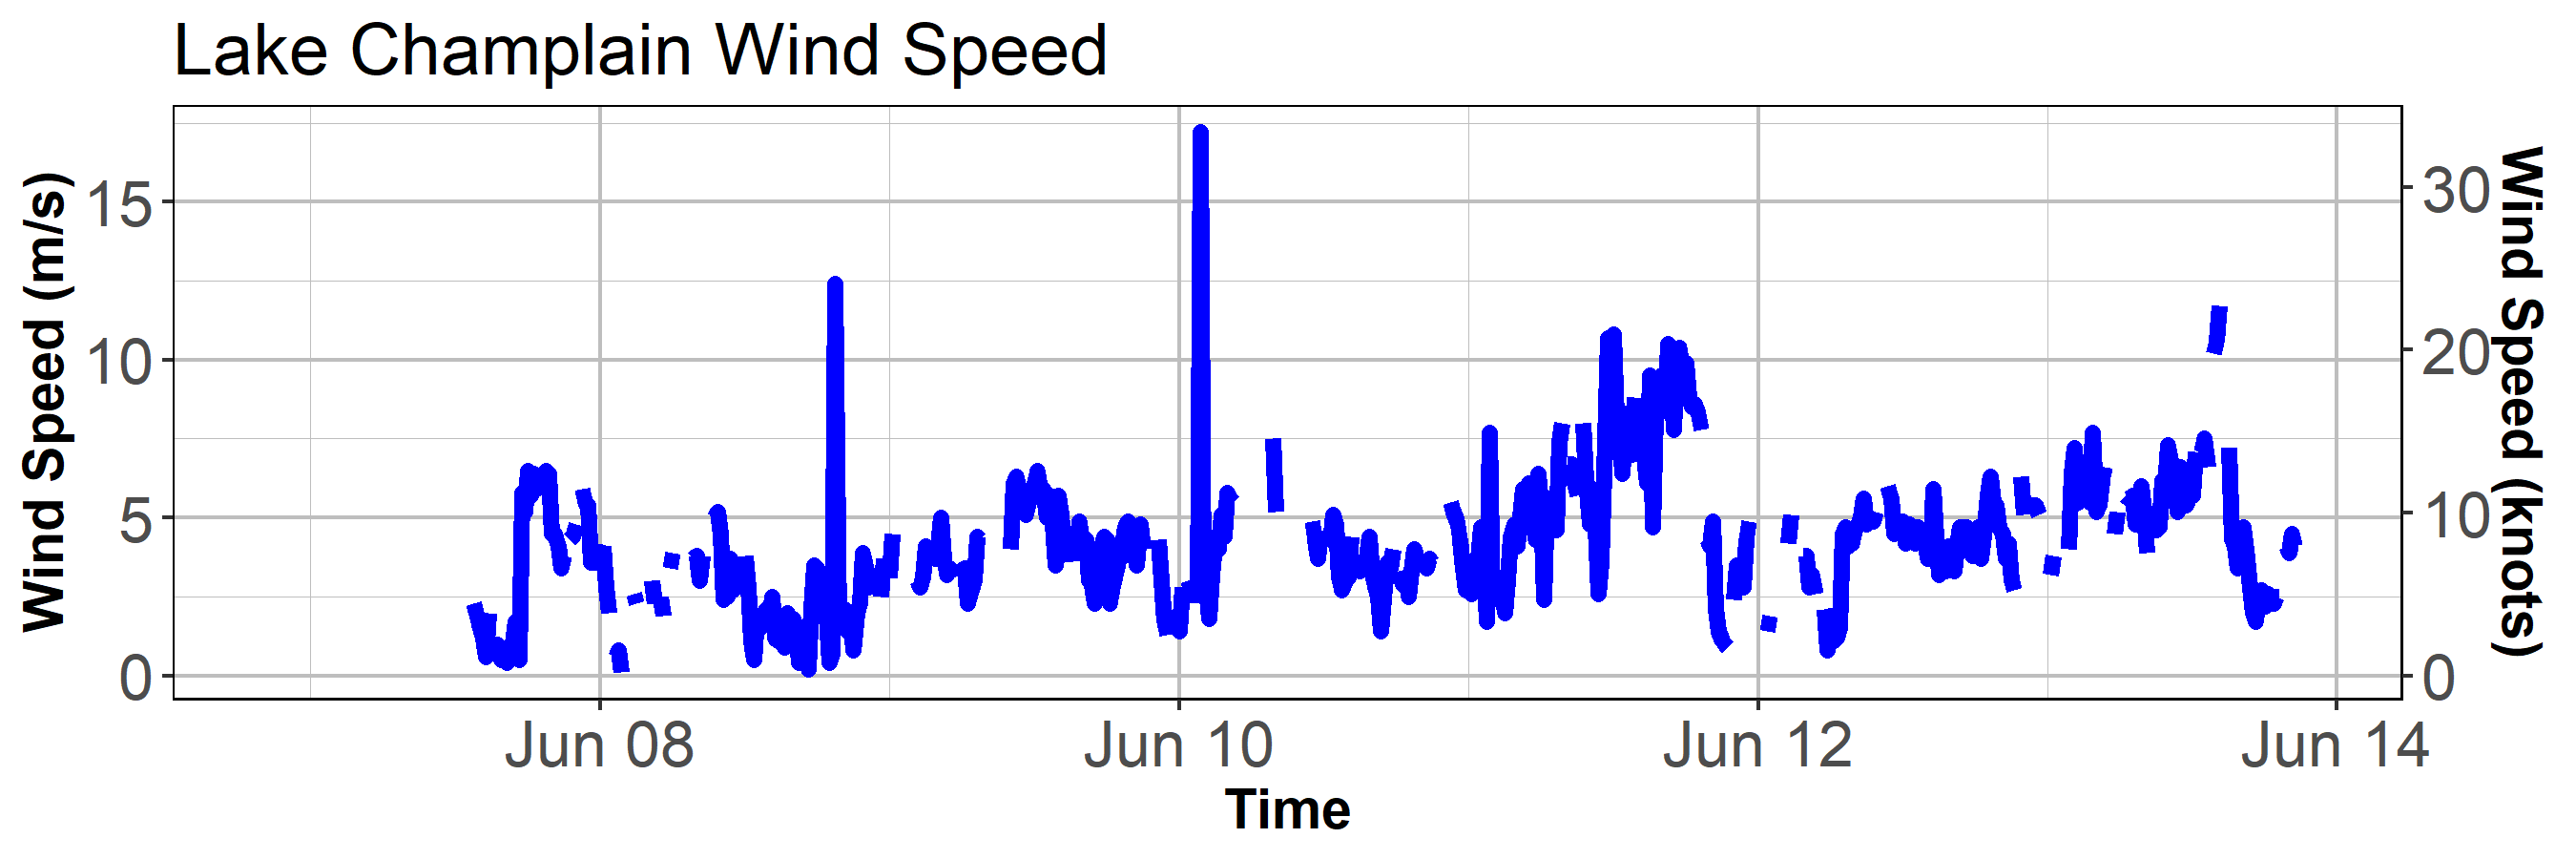 Lake Champlain Wind Speed
Wind Speed (m/s)
15
10
5
0
30
20
10
0
Wind Speed (knots)
Jun 08
Jun 10
Jun 12
Jun 14
Time